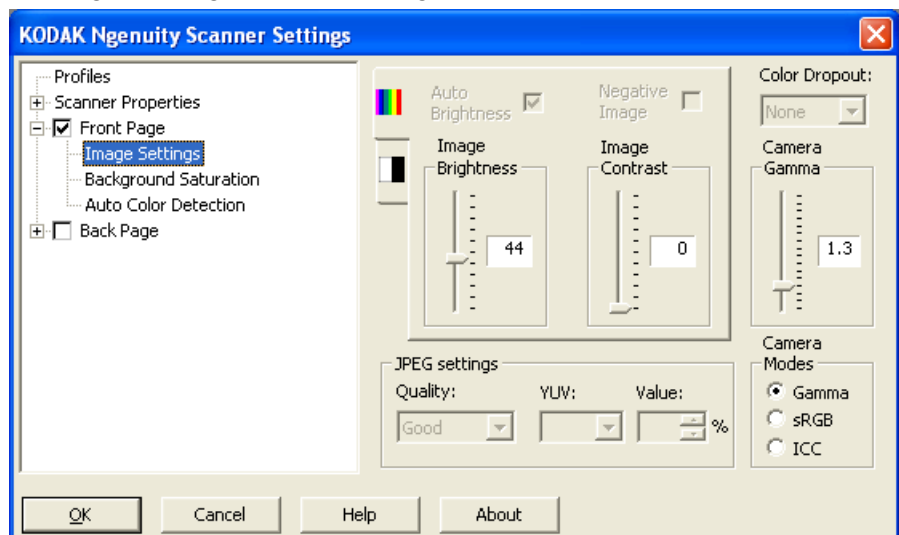 KODAK Ngenuity Scanner Settings
Profiles
Scanner Properties
Front Page
Image Settings
Background Saturation
Auto Color Detection
Back Page
Auto
Brightness
Negative
Image
Color Dropout:
None
Image
Brightness
44
Image
Contrast
0
Camera
Gamma
1.3
JPEG settings
Quality:
Good
YUV:
Value:
%
Camera
Modes
Gamma
sRGB
ICC
OK
Cancel
Help
About